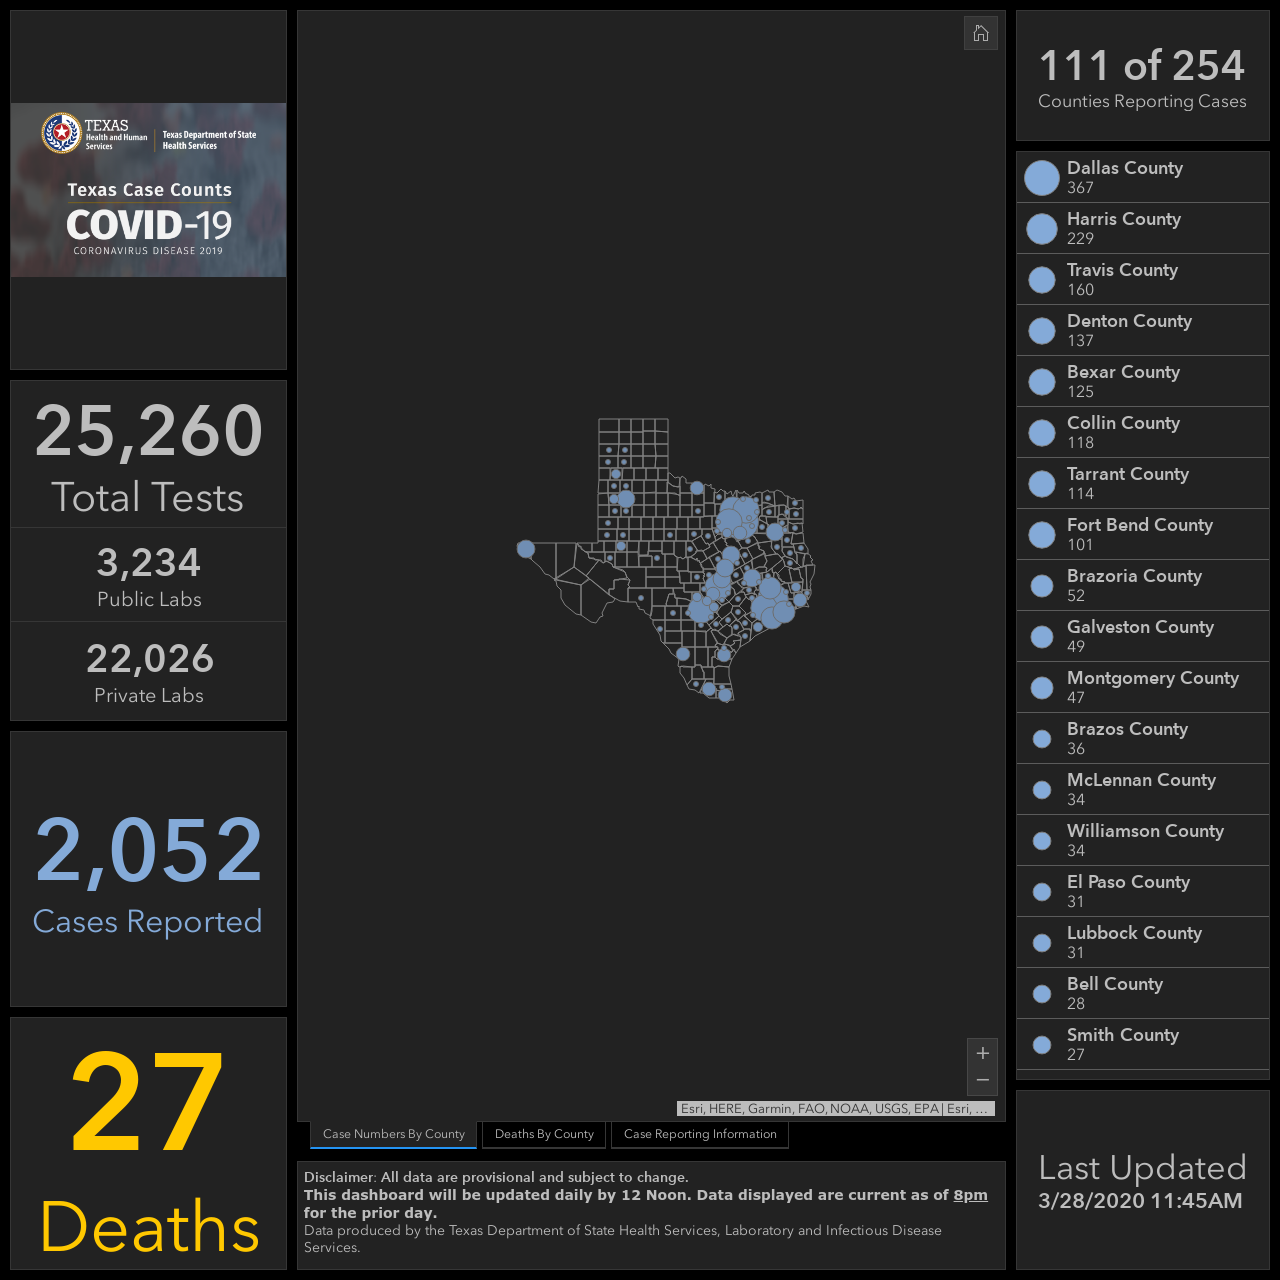 TEXAS
Health and Human
Services
Texas Department of State
Health Services
Texas Case Counts
COVID-19
CORONAVIRUS DISEASE 2019
25,260
Total Tests
3,234
Public Labs
22,026
Private Labs
2,052
Cases Reported
27
Deaths
Esri, HERE, Garmin, FAO, NOAA, USGS, EPA | Esri, ...
Case Numbers By County
Deaths By County
Case Reporting Information
Disclaimer: All data are provisional and subject to change.
This dashboard will be updated daily by 12 Noon. Data displayed are current as of 8pm
for the prior day.
Data produced by the Texas Department of State Health Services, Laboratory and Infectious Disease
Services.
111 of 254
Counties Reporting Cases
Dallas County
367
Harris County
229
Travis County
160
Denton County
137
Bexar County
125
Collin County
118
Tarrant County
114
Fort Bend County
101
Brazoria County
52
Galveston County
49
Montgomery County
47
Brazos County
36
McLennan County
34
Williamson County
34
El Paso County
31
Lubbock County
31
Bell County
28
Smith County
27
Last Updated
3/28/2020 11:45AM